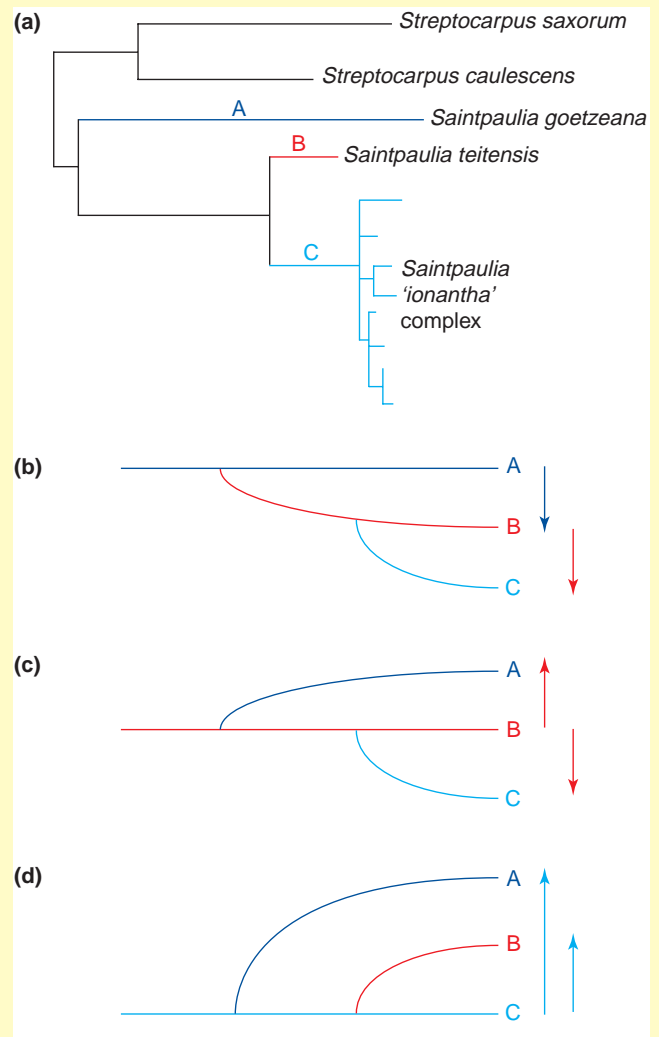 (a)
Streptocarpus saxorum
Streptocarpus caulescens
A
Saintpaulia goetzeana
B
Saintpaulia teitensis
C
Saintpaulia
'ionantha'
complex
(b)
A
B
C
(c)
A
B
C
(d)
A
B
C